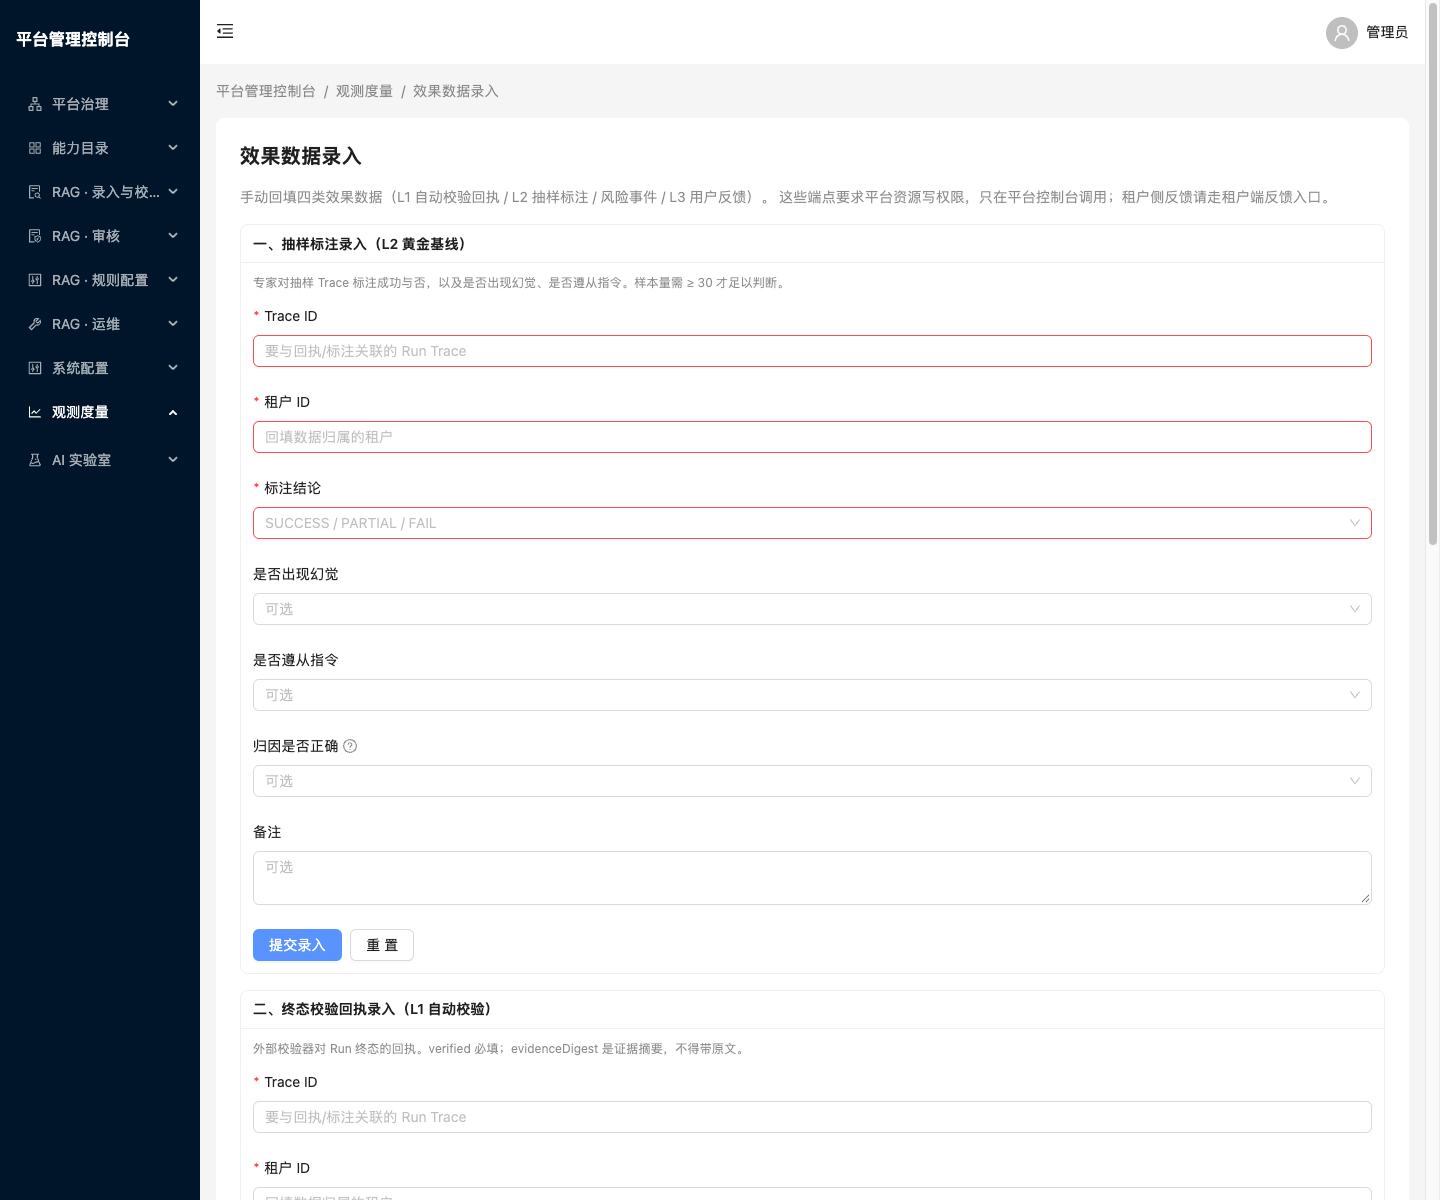 平台管理控制台
管理员
平台治理
能力目录
RAG · 录入与校...
RAG · 审核
RAG · 规则配置
RAG · 运维
系统配置
观测度量
AI 实验室
平台管理控制台 / 观测度量 / 效果数据录入
效果数据录入
手动回填四类效果数据（L1 自动校验回执 / L2 抽样标注 / 风险事件 / L3 用户反馈）。 这些端点要求平台资源写权限，只在平台控制台调用；租户侧反馈请走租户端反馈入口。
一、抽样标注录入（L2 黄金基线）
专家对抽样 Trace 标注成功与否，以及是否出现幻觉、是否遵从指令。样本量需 ≥ 30 才足以判断。
* Trace ID
要与回执/标注关联的 Run Trace
* 租户 ID
回填数据归属的租户
* 标注结论
SUCCESS / PARTIAL / FAIL
是否出现幻觉
可选
是否遵从指令
可选
归因是否正确
可选
备注
可选
提交录入 重 置
二、终态校验回执录入（L1 自动校验）
外部校验器对 Run 终态的回执。verified 必填；evidenceDigest 是证据摘要，不得带原文。
* Trace ID
要与回执/标注关联的 Run Trace
* 租户 ID
回填数据归属的租户